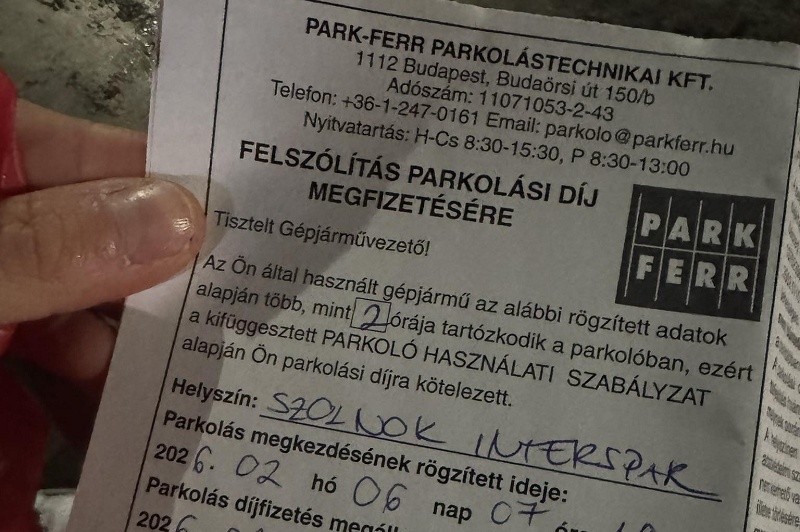 PARK-FERR PARKOLÁSTECHNIKAI KFT.
1112 Budapest, Budaörsi út 150/b
Adószám: 11071053-2-43
Telefon: +36-1-247-0161 Email: parkolo@parkferr.hu
Nyitvatartás: H-Cs 8:30-15:30, P 8:30-13:00
FELSZÓLÍTÁS PARKOLÁSI DÍJ
MEGFIZETÉSÉRE
PARK
FERR
Tisztelt Gépjárművezető!
Az Ön által használt gépjármű az alábbi rögzített adatok
alapján több, mint 2 órája tartózkodik a parkolóban, ezért
a kifüggesztett PARKOLÓ HASZNÁLATI SZABÁLYZAT
alapján Ön parkolási díjra kötelezett.
Helyszín: SZOLNOK INTERSPAR
Parkolás megkezdésének rögzített ideje:
2026. 02 hó 06 nap 07
Parkolás díjfizetés
2026